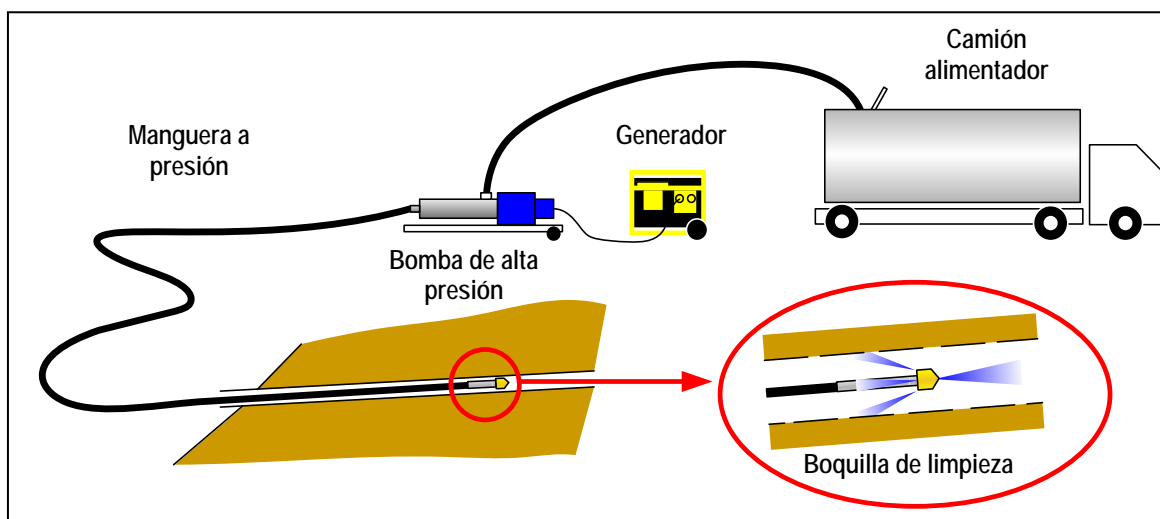 Camión
alimentador
Manguera a
presión
Generador
Bomba de alta
presión
Boquilla de limpieza